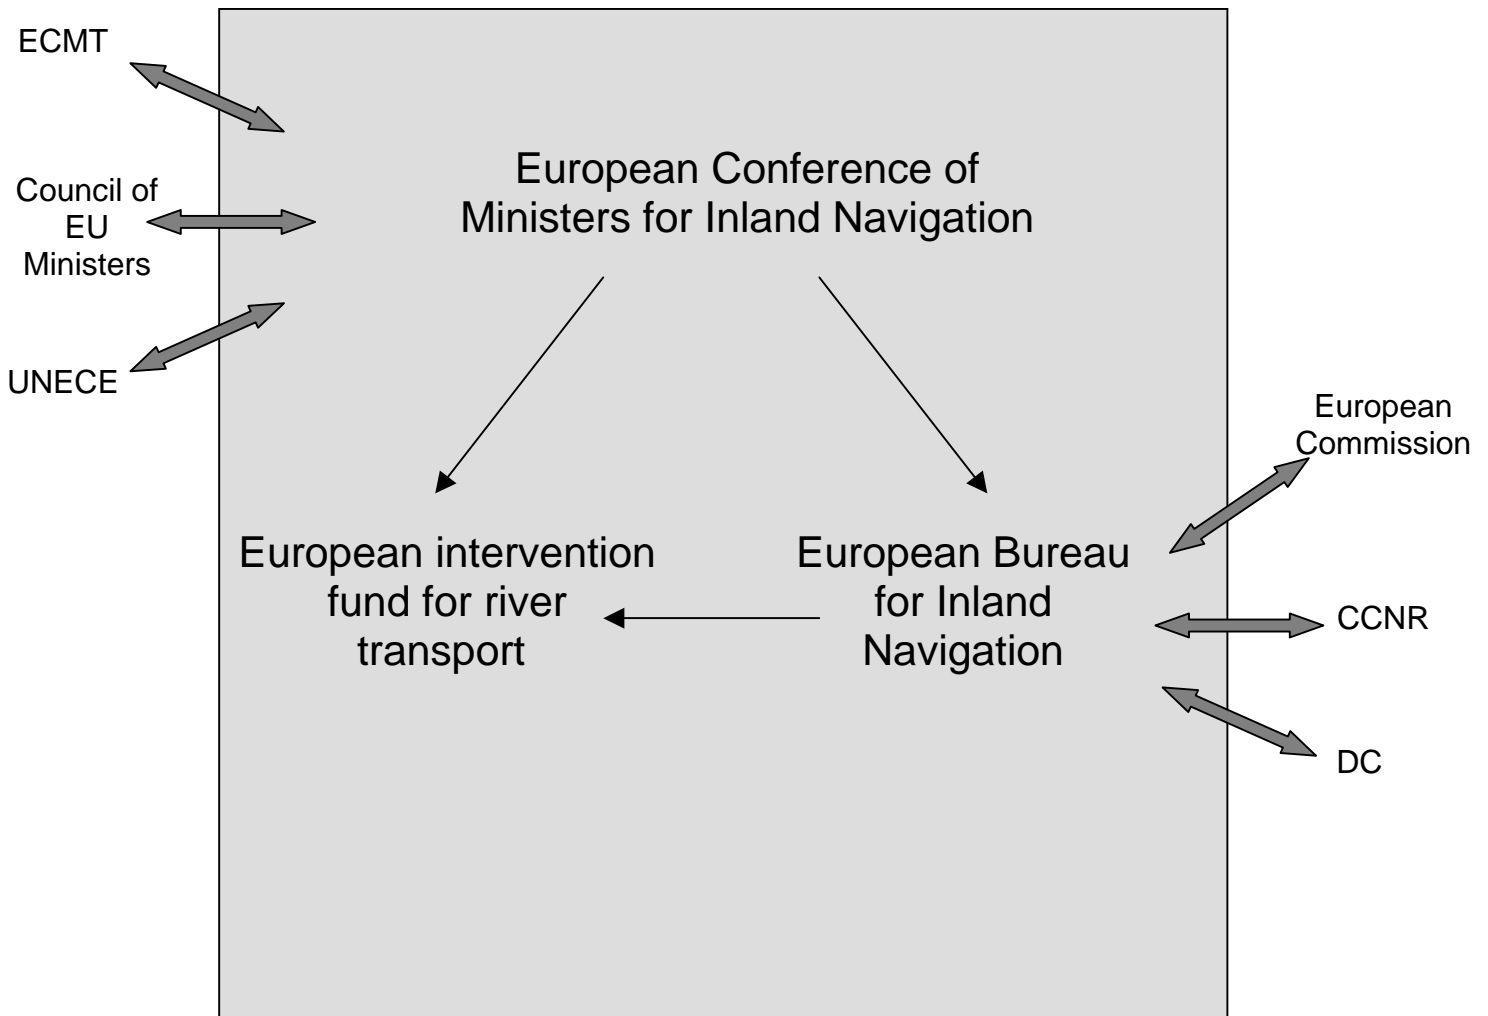 ECMT
Council of
EU
Ministers
UNECE
European Conference of
Ministers for Inland Navigation
European intervention
fund for river
transport
European Bureau
for Inland
Navigation
European
Commission
CCNR
DC